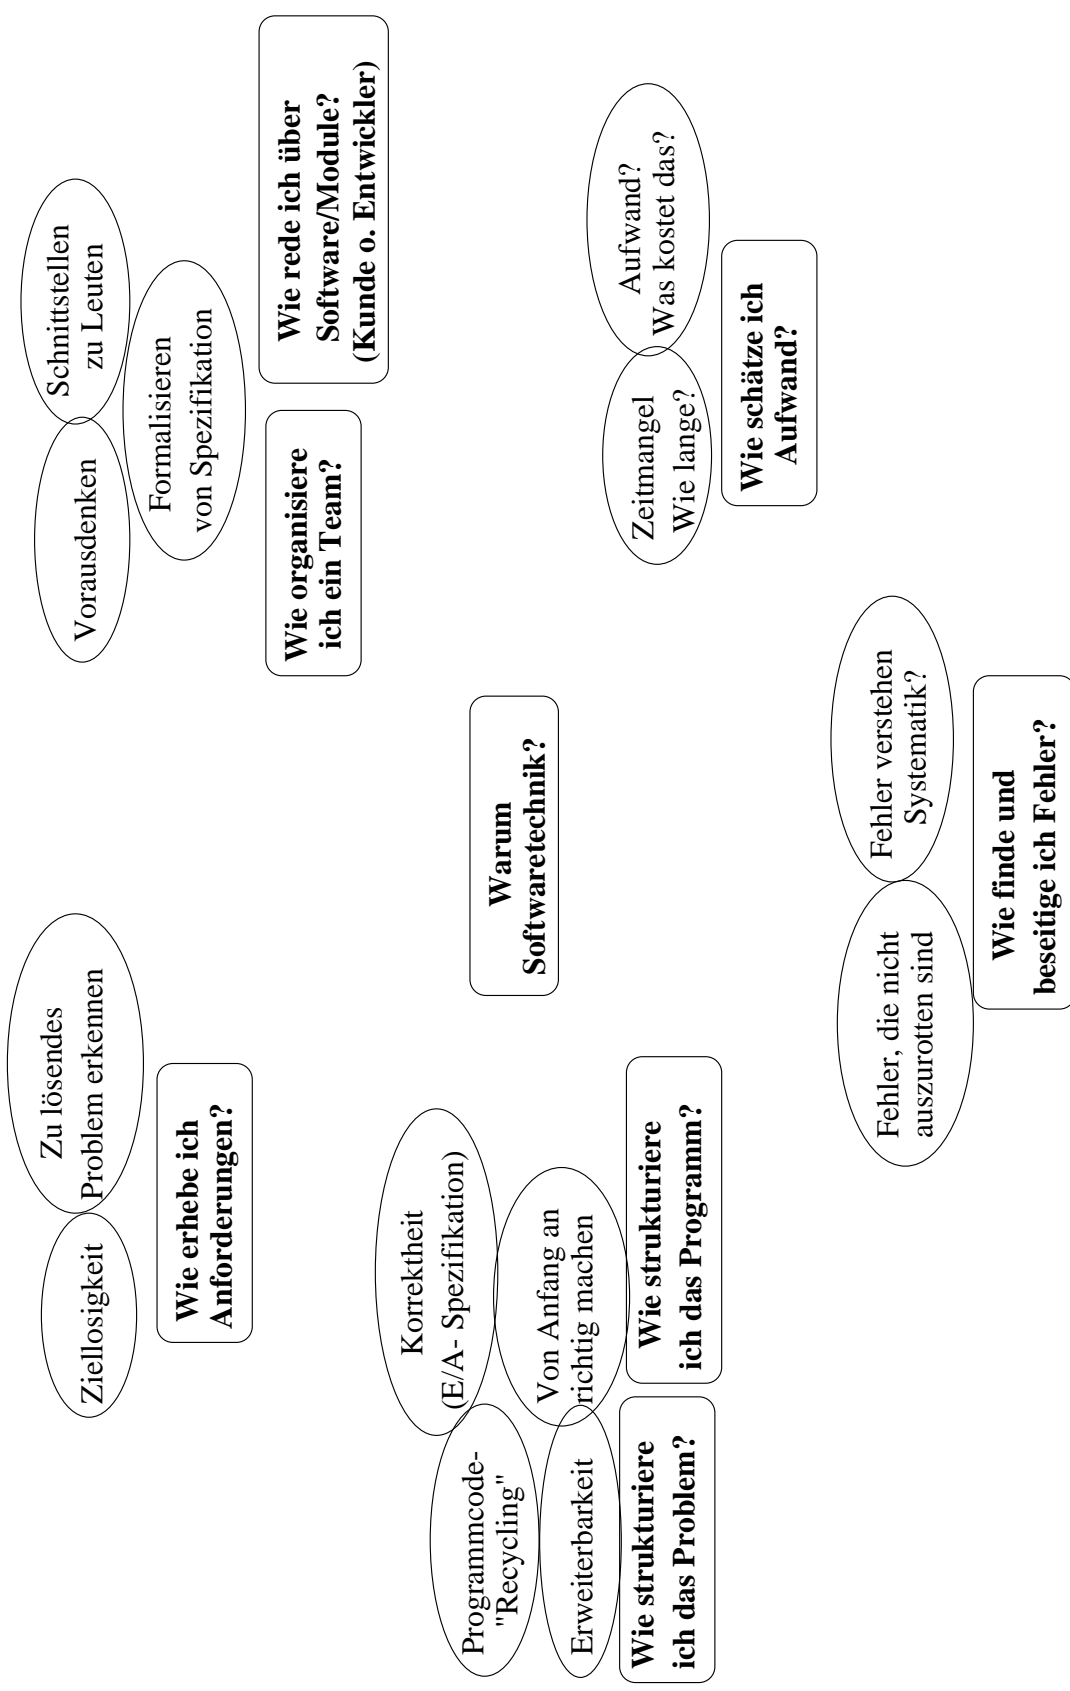 Ziellosigkeit
Zu lösendes
Problem erkennen
Wie erhebe ich
Anforderungen?
Vorausdenken
Schnittstellen
zu Leuten
Formalisieren
von Spezifikation
Wie organisiere
ich ein Team?
Wie rede ich über
Software/Module?
(Kunde o. Entwickler)
Warum
Softwaretechnik?
Programmcode-
"Recycling"
Korrektheit
(E/A- Spezifikation)
Erweiterbarkeit
Von Anfang an
richtig machen
Wie strukturiere
ich das Problem?
Wie strukturiere
ich das Programm?
Zeitmangel
Wie lange?
Aufwand?
Was kostet das?
Wie schätze ich
Aufwand?
Fehler, die nicht
auszurotten sind
Fehler verstehen
Systematik?
Wie finde und
beseitige ich Fehler?